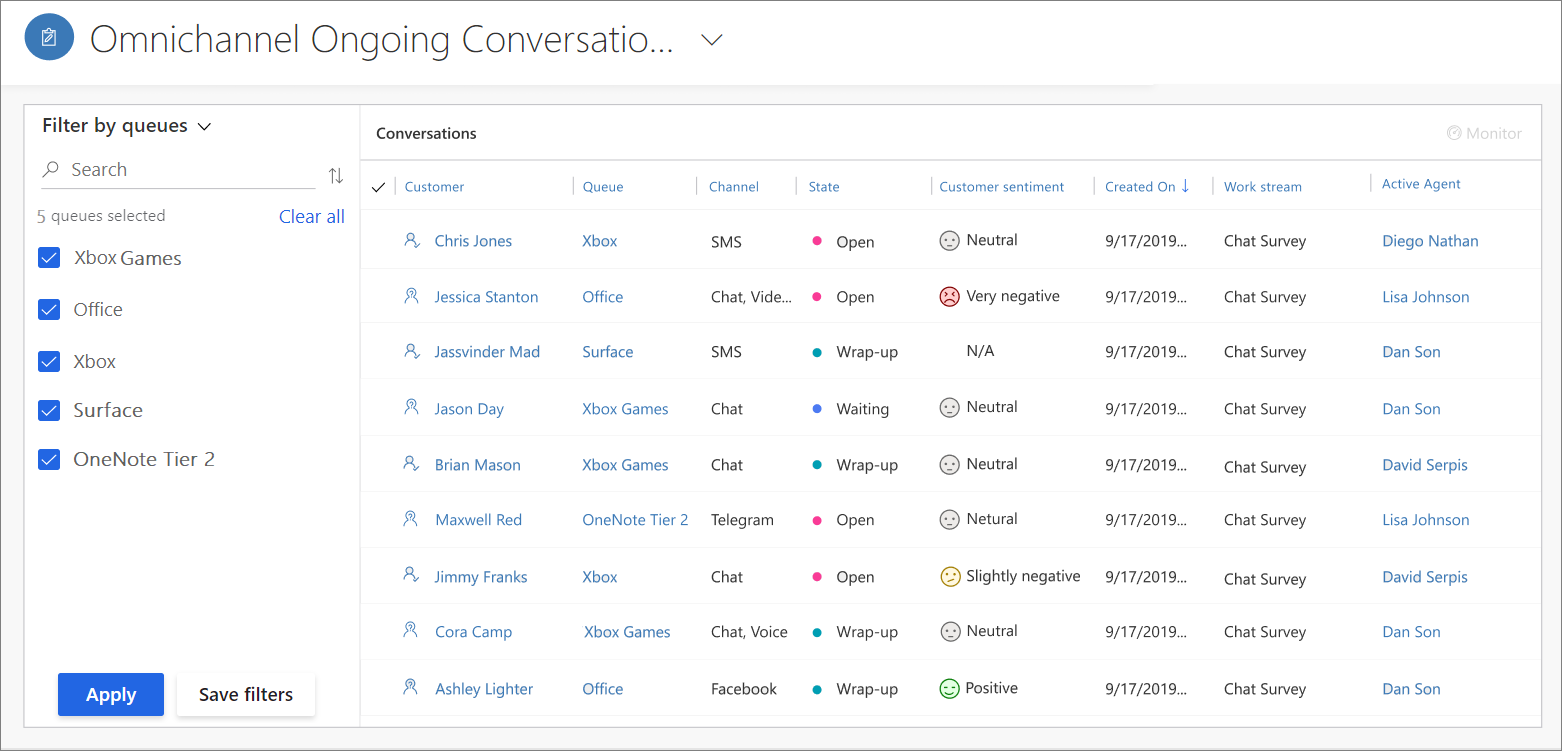 Omnichannel Ongoing Conversatio...
Filter by queues
Search
5 queues selected Clear all
Xbox Games
Office
Xbox
Surface
OneNote Tier 2
Apply Save filters
Conversations Monitor
Customer Queue Channel State Customer sentiment Created On ↓ Work stream Active Agent
Chris Jones Xbox SMS Open Neutral 9/17/2019... Chat Survey Diego Nathan
Jessica Stanton Office Chat, Vide... Open Very negative 9/17/2019... Chat Survey Lisa Johnson
Jassvinder Mad Surface SMS Wrap-up N/A 9/17/2019... Chat Survey Dan Son
Jason Day Xbox Games Chat Waiting Neutral 9/17/2019... Chat Survey Dan Son
Brian Mason Xbox Games Chat Wrap-up Neutral 9/17/2019... Chat Survey David Serpis
Maxwell Red OneNote Tier 2 Telegram Open Netural 9/17/2019... Chat Survey Lisa Johnson
Jimmy Franks Xbox Chat Open Slightly negative 9/17/2019... Chat Survey David Serpis
Cora Camp Xbox Games Chat, Voice Wrap-up Neutral 9/17/2019... Chat Survey Dan Son
Ashley Lighter Office Facebook Wrap-up Positive 9/17/2019... Chat Survey Dan Son